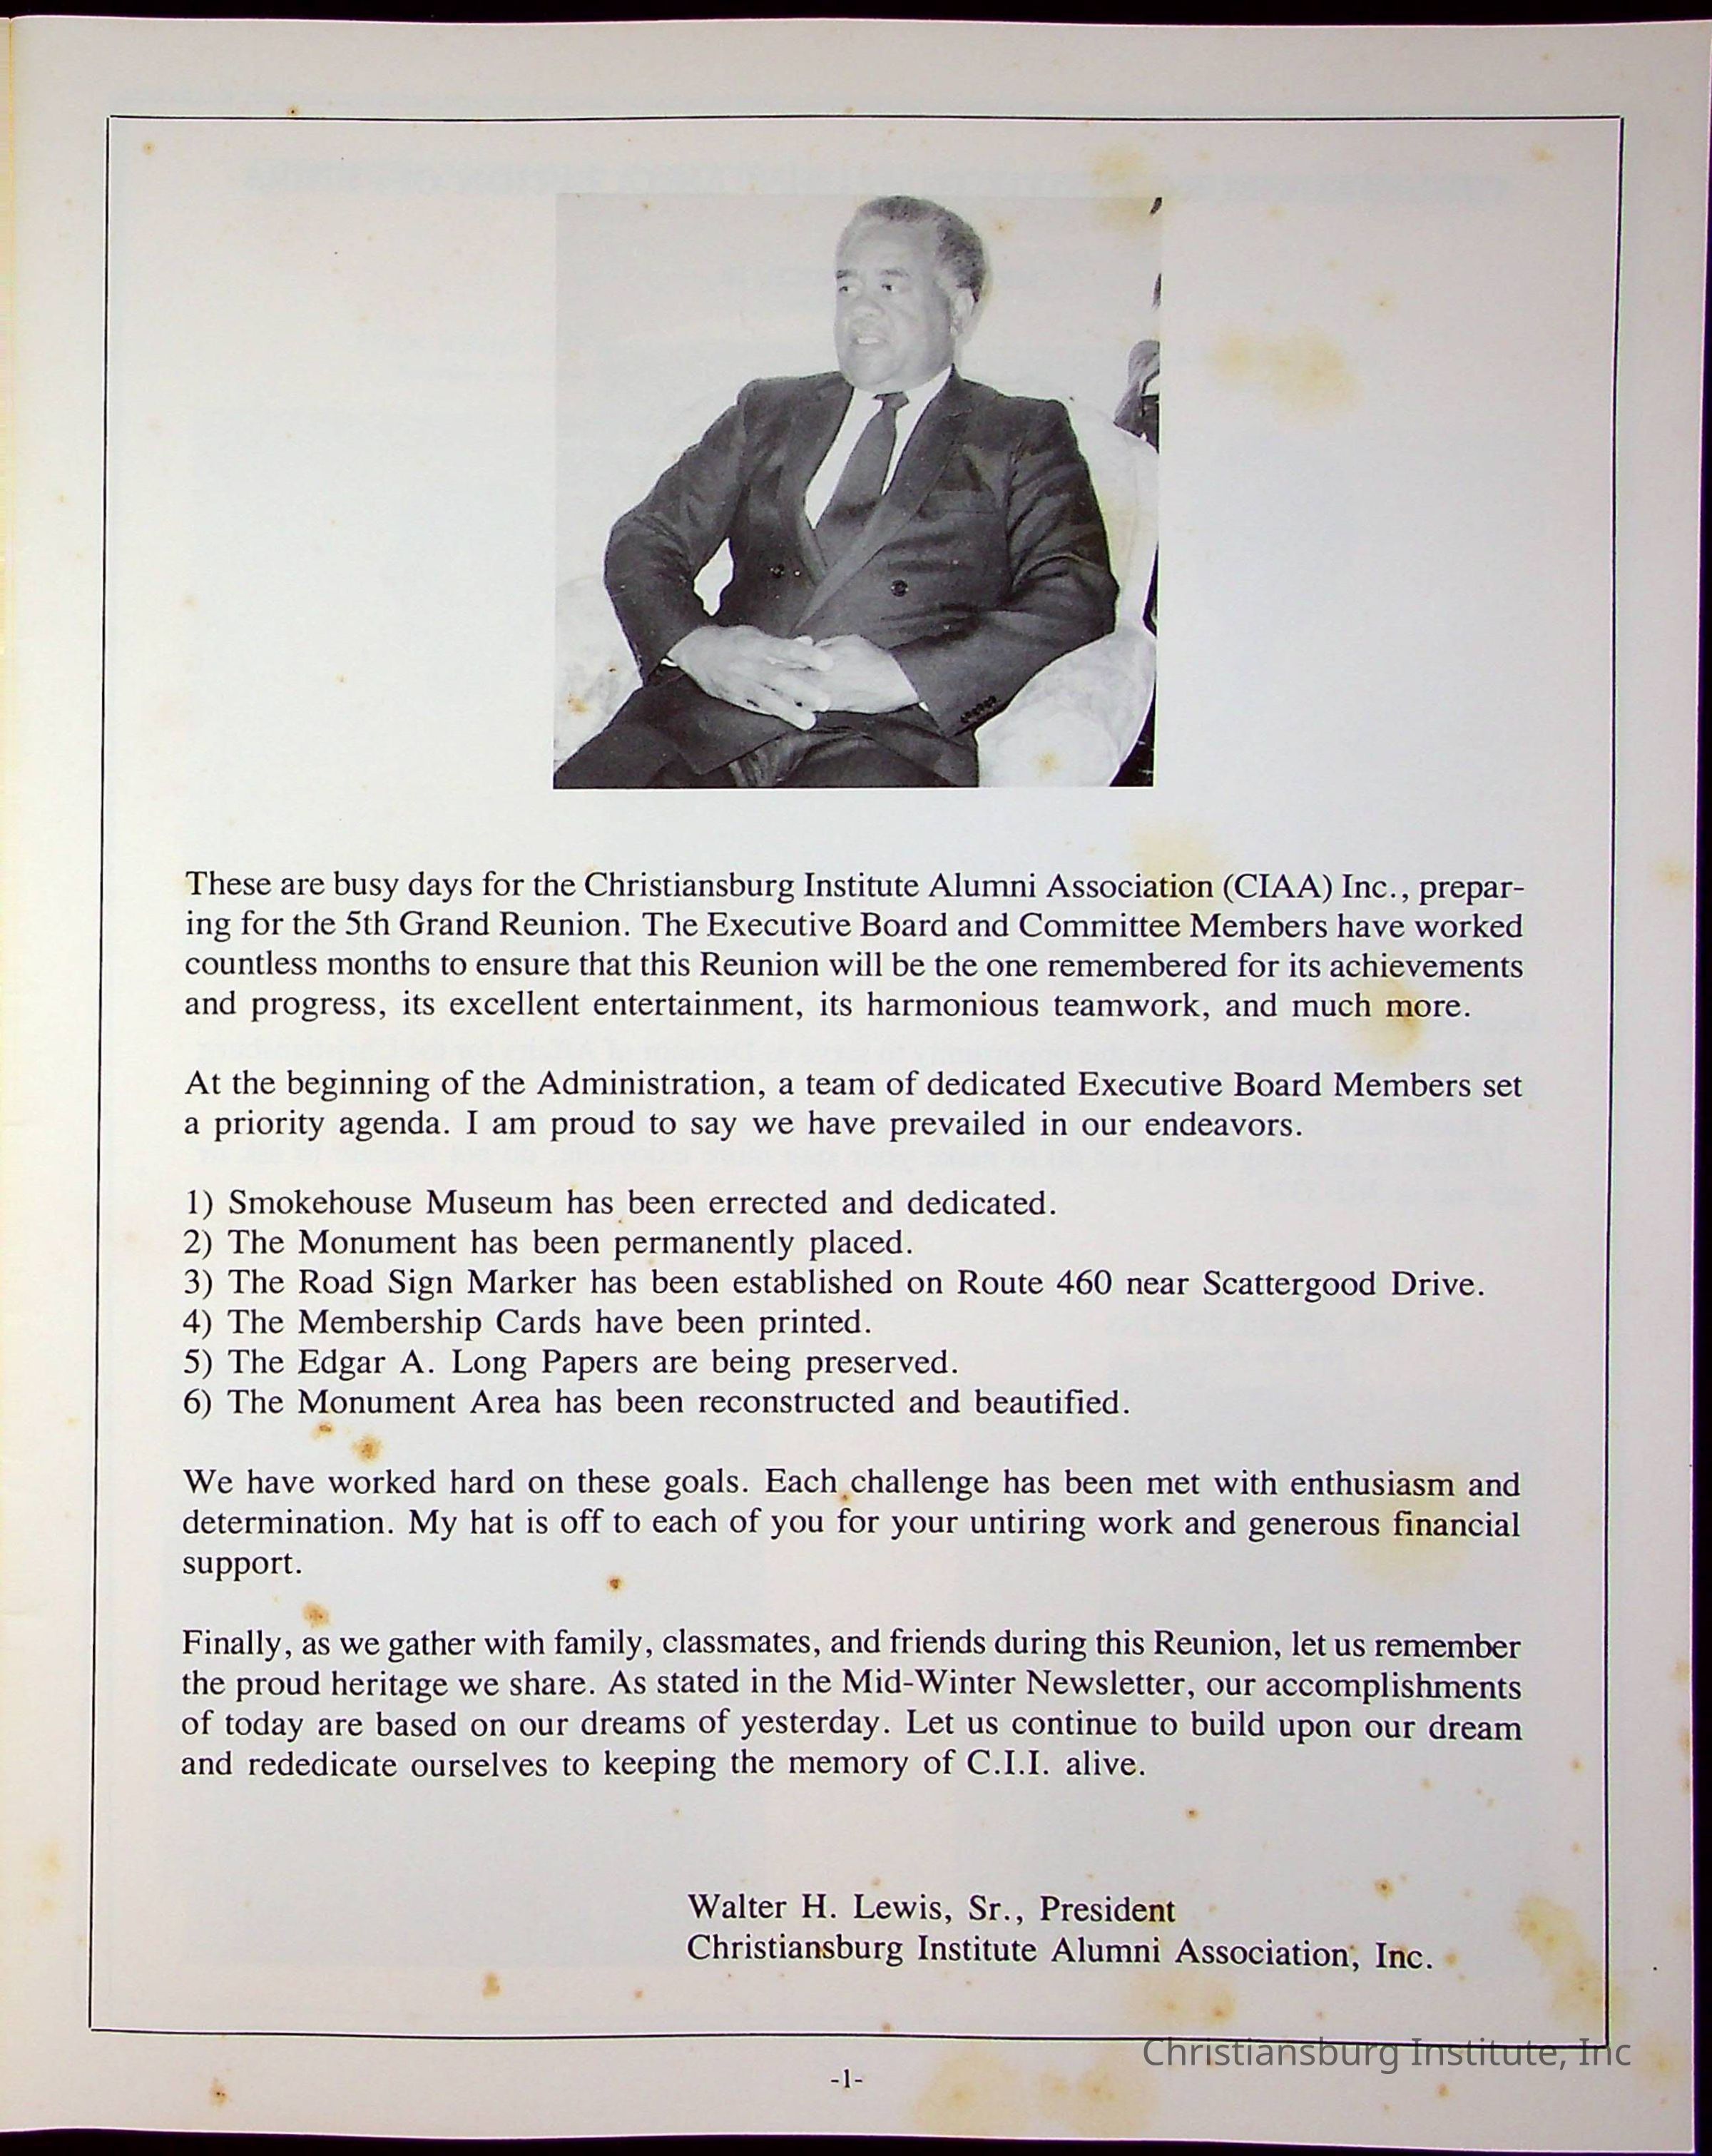 These are busy days for the Christiansburg Institute Alumni Association (CIAA) Inc., prepar-
ing for the 5th Grand Reunion. The Executive Board and Committee Members have worked
countless months to ensure that this Reunion will be the one remembered for its achievements
and progress, its excellent entertainment, its harmonious teamwork, and much more.
At the beginning of the Administration, a team of dedicated Executive Board Members set
a priority agenda. I am proud to say we have prevailed in our endeavors.
1) Smokehouse Museum has been errected and dedicated.
2) The Monument has been permanently placed.
3) The Road Sign Marker has been established on Route 460 near Scattergood Drive.
4) The Membership Cards have been printed.
5) The Edgar A. Long Papers are being preserved.
6) The Monument Area has been reconstructed and beautified.
We have worked hard on these goals. Each challenge has been met with enthusiasm and
determination. My hat is off to each of you for your untiring work and generous financial
support.
Finally, as we gather with family, classmates, and friends during this Reunion, let us remember
the proud heritage we share. As stated in the Mid-Winter Newsletter, our accomplishments
of today are based on our dreams of yesterday. Let us continue to build upon our dream
and rededicate ourselves to keeping the memory of C.I.I. alive.
Walter H. Lewis, Sr., President
Christiansburg Institute Alumni Association, Inc.
Christiansburg Institute, Inc
-1-